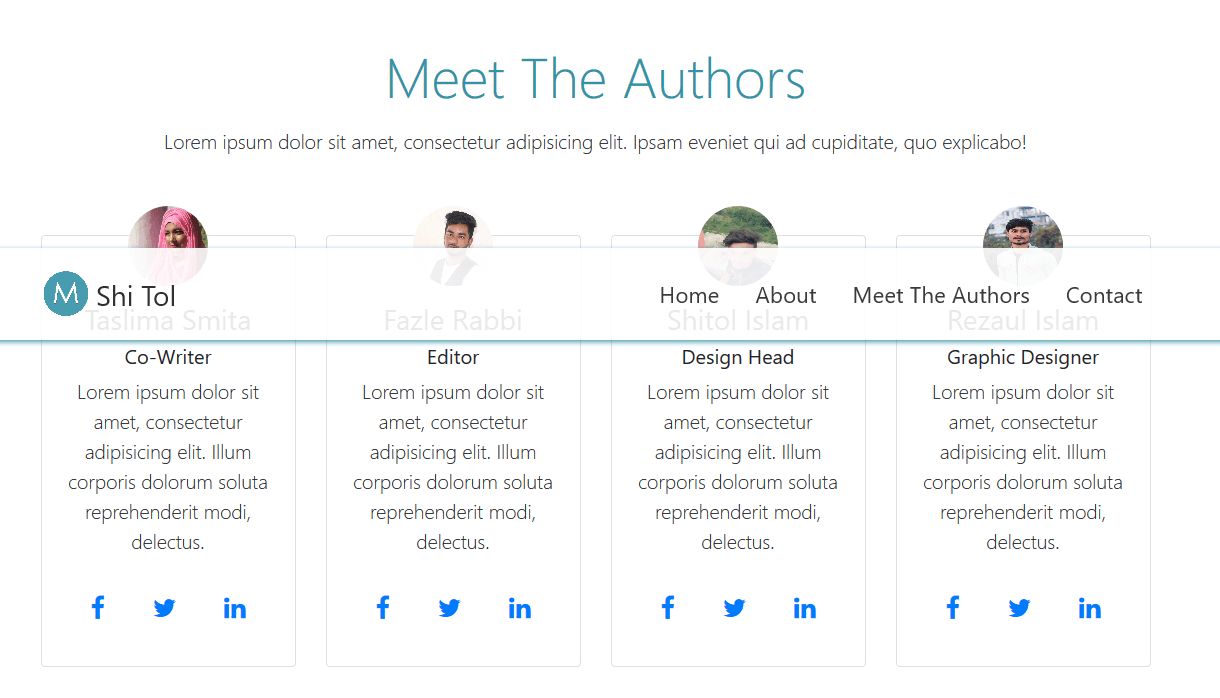 Meet The Authors
Lorem ipsum dolor sit amet, consectetur adipisicing elit. Ipsam eveniet qui ad cupiditate, quo explicabo!
M Shi Tol
Home About Meet The Authors Contact
Taslima Smita
Co-Writer
Lorem ipsum dolor sit
amet, consectetur
adipisicing elit. Illum
corporis dolorum soluta
reprehenderit modi,
delectus.
Fazle Rabbi
Editor
Lorem ipsum dolor sit
amet, consectetur
adipisicing elit. Illum
corporis dolorum soluta
reprehenderit modi,
delectus.
Shitol Islam
Design Head
Lorem ipsum dolor sit
amet, consectetur
adipisicing elit. Illum
corporis dolorum soluta
reprehenderit modi,
delectus.
Rezaul Islam
Graphic Designer
Lorem ipsum dolor sit
amet, consectetur
adipisicing elit. Illum
corporis dolorum soluta
reprehenderit modi,
delectus.